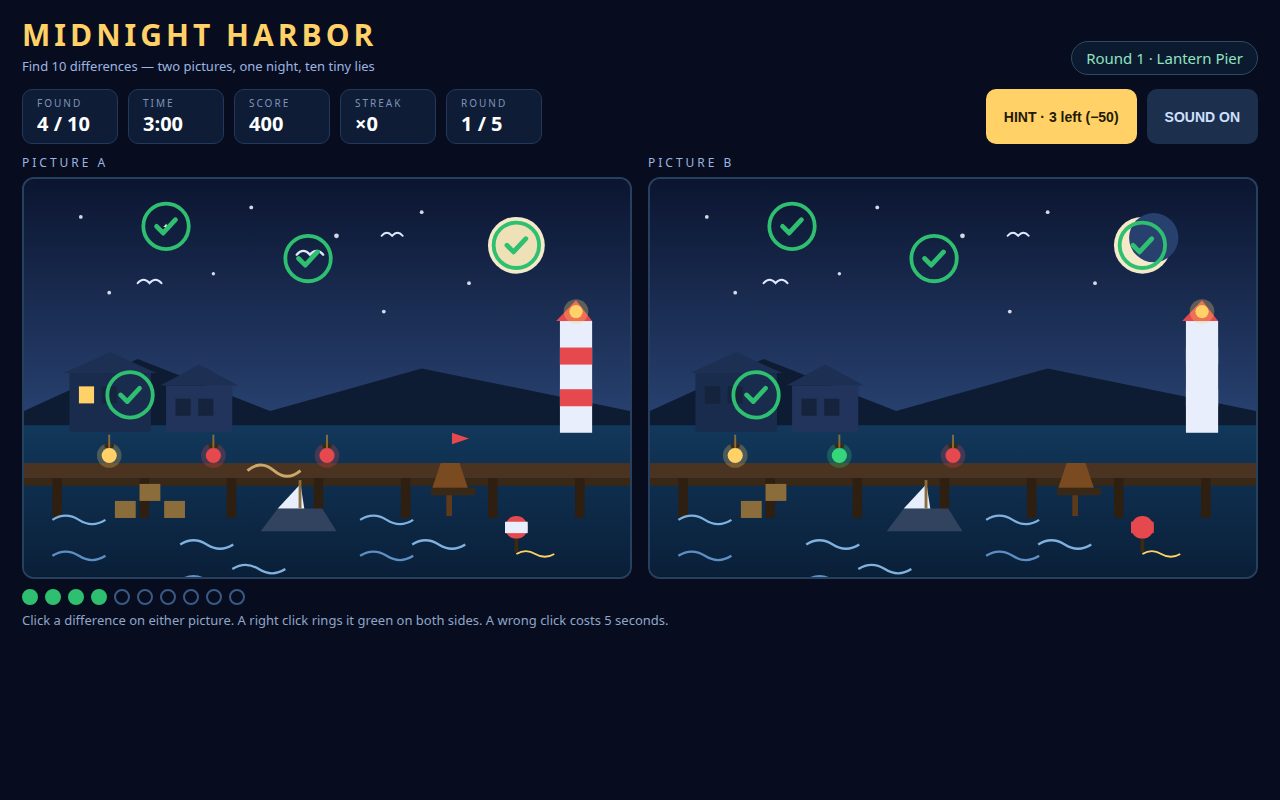 MIDNIGHT HARBOR
Find 10 differences — two pictures, one night, ten tiny lies
Round 1 · Lantern Pier
FOUND
4 / 10
TIME
3:00
SCORE
400
STREAK
×0
ROUND
1 / 5
HINT · 3 left (−50)
SOUND ON
PICTURE A
PICTURE B
Click a difference on either picture. A right click rings it green on both sides. A wrong click costs 5 seconds.